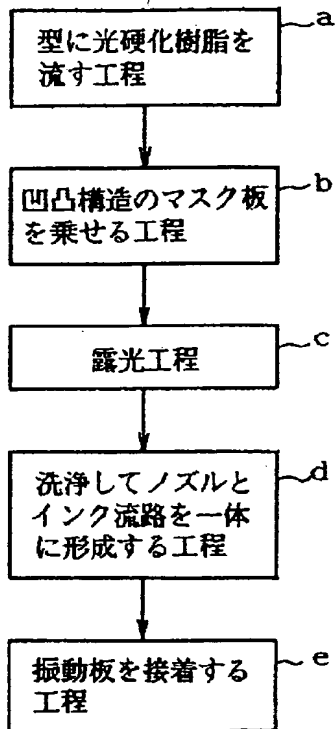 型に光硬化樹脂を
流す工程
a
凹凸構造のマスク板
を乗せる工程
b
露光工程
c
洗浄してノズルと
インク流路を一体
に形成する工程
d
振動板を接着する
工程
e